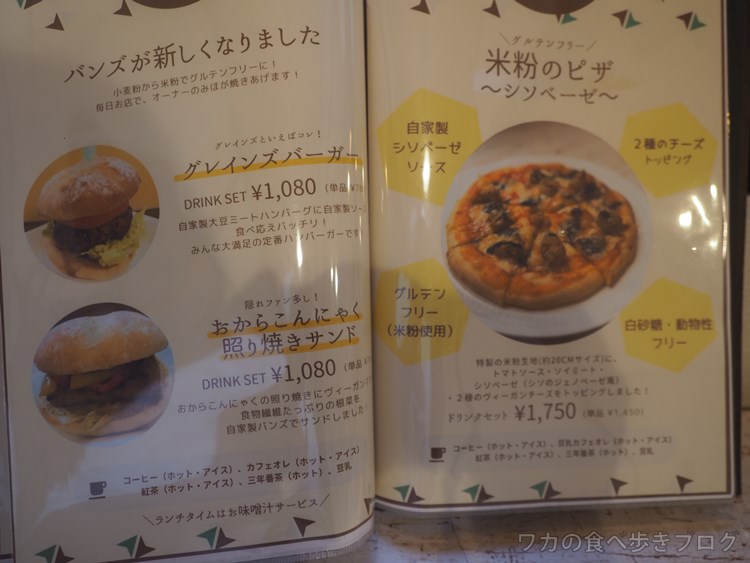 バンズが新しくなりました
小麦粉から米粉でグルテンフリーに！
毎日お店で、オーナーのみほが焼きあげます！
グレインズといえばコレ！
グレインズバーガー
DRINK SET ¥1,080（単品 ¥
自家製大豆ミートハンバーグに自家製ソー
食べ応えバッチリ！
みんな大満足の定番ハンバーガーです
隠れファン多し！
おからこんにゃく
照り焼きサンド
DRINK SET ¥1,080（単品
おからこんにゃくの照り焼きにヴィーガンマ
食物繊維たっぷりの根菜を
自家製バンズでサンドしました
コーヒー（ホット・アイス）、カフェオレ（ホット・アイス）
紅茶（ホット・アイス）、三年番茶（ホット）、豆乳
＼ランチタイムはお味噌汁サービス／
＼グルテンフリー／
米粉のピザ
〜シソベーゼ〜
自家製
シソベーゼ
ソース
２種のチーズ
トッピング
グルテン
フリー
（米粉使用）
白砂糖・動物性
フリー
特製の米粉生地(約20CMサイズ)に、
トマトソース・ソイミート・
シソベーゼ（シソのジェノベーゼ風）
・２種のヴィーガンチーズをトッピングしました！
ドリンクセット ¥1,750（単品 ¥1,450）
コーヒー（ホット・アイス）、豆乳カフェオレ（ホット・アイス）
紅茶（ホット・アイス）、三年番茶（ホット）、豆乳
ワカの食べ歩きブログ